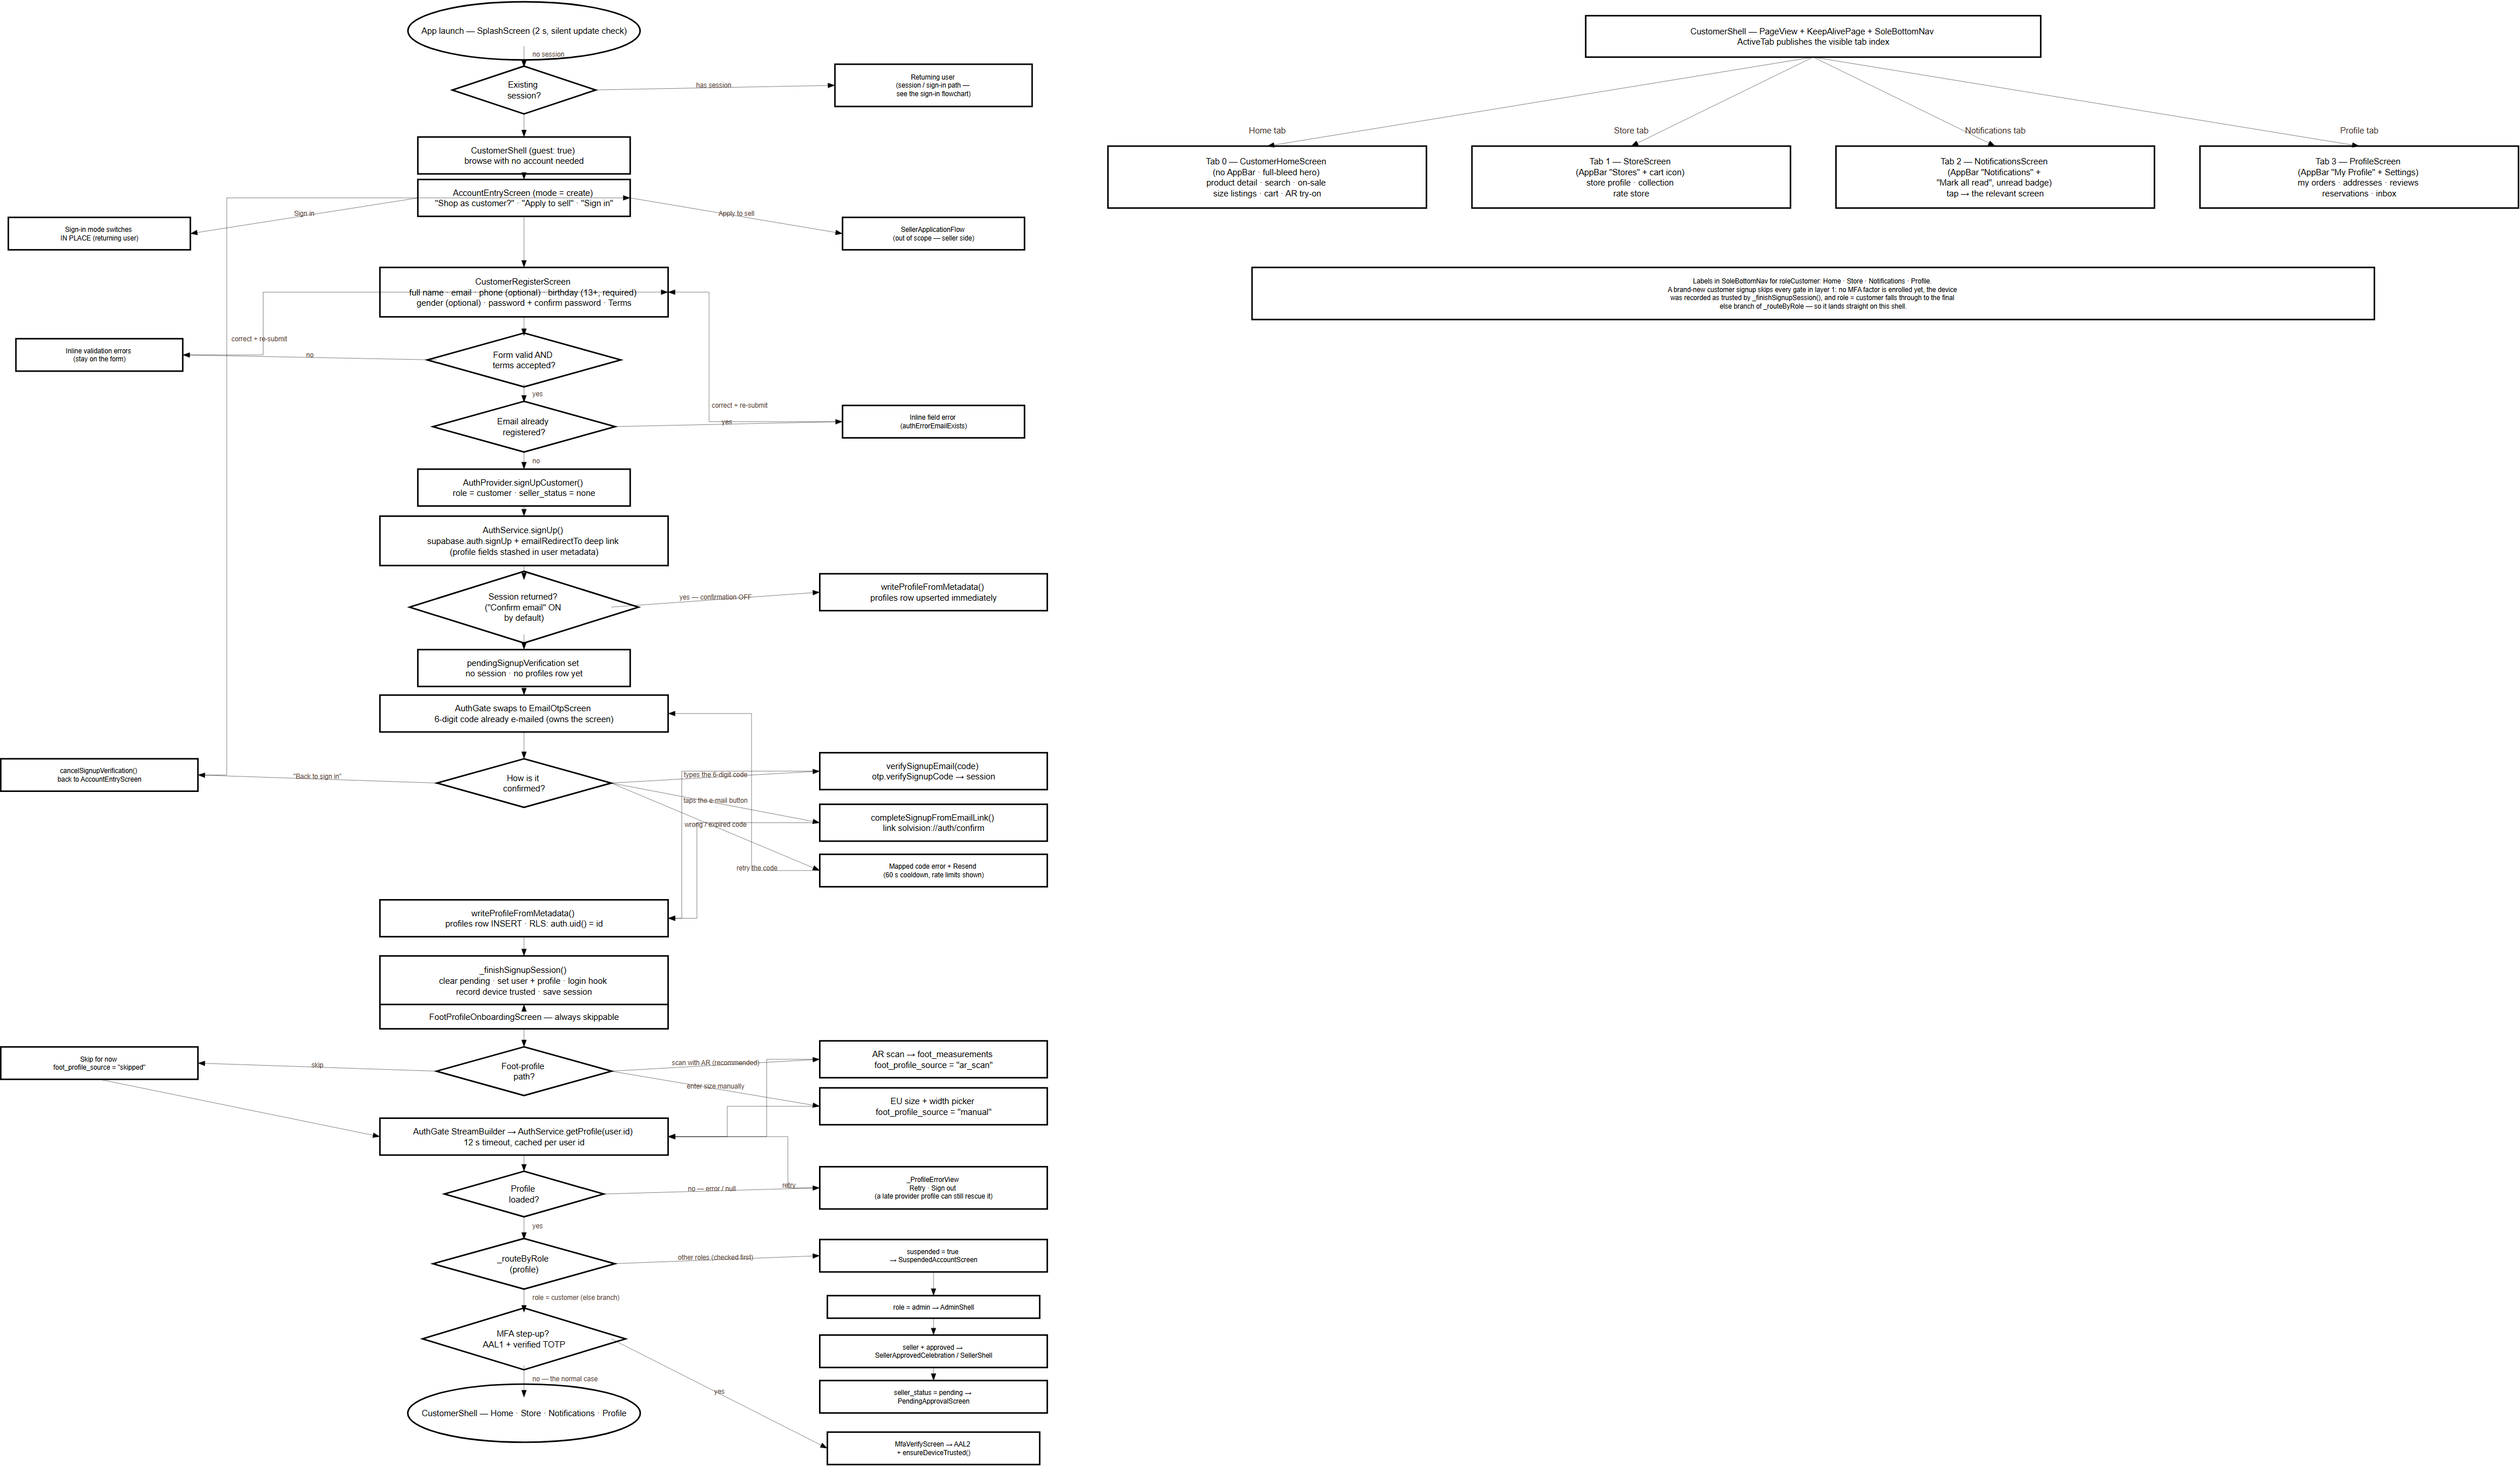 App launch — SplashScreen (2 s, silent update check)
no session
Existing
session?
has session
Returning user
(session / sign-in path —
see the sign-in flowchart)
CustomerShell (guest: true)
browse with no account needed
AccountEntryScreen (mode = create)
"Shop as customer?" · "Apply to sell" · "Sign in"
Sign in
Sign-in mode switches
IN PLACE (returning user)
Apply to sell
SellerApplicationFlow
(out of scope — seller side)
CustomerRegisterScreen
full name · email · phone (optional) · birthday (13+, required)
gender (optional) · password + confirm password · Terms
correct + re-submit
Inline validation errors
(stay on the form)
no
Form valid AND
terms accepted?
yes
correct + re-submit
Email already
registered?
yes
Inline field error
(authErrorEmailExists)
no
AuthProvider.signUpCustomer()
role = customer · seller_status = none
AuthService.signUp()
supabase.auth.signUp + emailRedirectTo deep link
(profile fields stashed in user metadata)
Session returned?
("Confirm email" ON
by default)
yes — confirmation OFF
writeProfileFromMetadata()
profiles row upserted immediately
pendingSignupVerification set
no session · no profiles row yet
AuthGate swaps to EmailOtpScreen
6-digit code already e-mailed (owns the screen)
cancelSignupVerification()
back to AccountEntryScreen
"Back to sign in"
How is it
confirmed?
types the 6-digit code
verifySignupEmail(code)
otp.verifySignupCode → session
taps the e-mail button
completeSignupFromEmailLink()
link solvision://auth/confirm
wrong / expired code
retry the code
Mapped code error + Resend
(60 s cooldown, rate limits shown)
writeProfileFromMetadata()
profiles row INSERT · RLS: auth.uid() = id
_finishSignupSession()
clear pending · set user + profile · login hook
record device trusted · save session
FootProfileOnboardingScreen — always skippable
Skip for now
foot_profile_source = "skipped"
skip
Foot-profile
path?
scan with AR (recommended)
AR scan → foot_measurements
foot_profile_source = "ar_scan"
enter size manually
EU size + width picker
foot_profile_source = "manual"
AuthGate StreamBuilder → AuthService.getProfile(user.id)
12 s timeout, cached per user id
Profile
loaded?
no — error / null
retry
_ProfileErrorView
Retry · Sign out
(a late provider profile can still rescue it)
yes
_routeByRole
(profile)
other roles (checked first)
suspended = true
→ SuspendedAccountScreen
role = customer (else branch)
role = admin → AdminShell
MFA step-up?
AAL1 + verified TOTP
seller + approved →
SellerApprovedCelebration / SellerShell
no — the normal case
seller_status = pending →
PendingApprovalScreen
yes
CustomerShell — Home · Store · Notifications · Profile
MfaVerifyScreen → AAL2
+ ensureDeviceTrusted()
CustomerShell — PageView + KeepAlivePage + SoleBottomNav
ActiveTab publishes the visible tab index
Home tab
Store tab
Notifications tab
Profile tab
Tab 0 — CustomerHomeScreen
(no AppBar · full-bleed hero)
product detail · search · on-sale
size listings · cart · AR try-on
Tab 1 — StoreScreen
(AppBar "Stores" + cart icon)
store profile · collection
rate store
Tab 2 — NotificationsScreen
(AppBar "Notifications" +
"Mark all read", unread badge)
tap → the relevant screen
Tab 3 — ProfileScreen
(AppBar "My Profile" + Settings)
my orders · addresses · reviews
reservations · inbox
Labels in SoleBottomNav for roleCustomer: Home · Store · Notifications · Profile.
A brand-new customer signup skips every gate in layer 1: no MFA factor is enrolled yet, the device
was recorded as trusted by _finishSignupSession(), and role = customer falls through to the final
else branch of _routeByRole — so it lands straight on this shell.